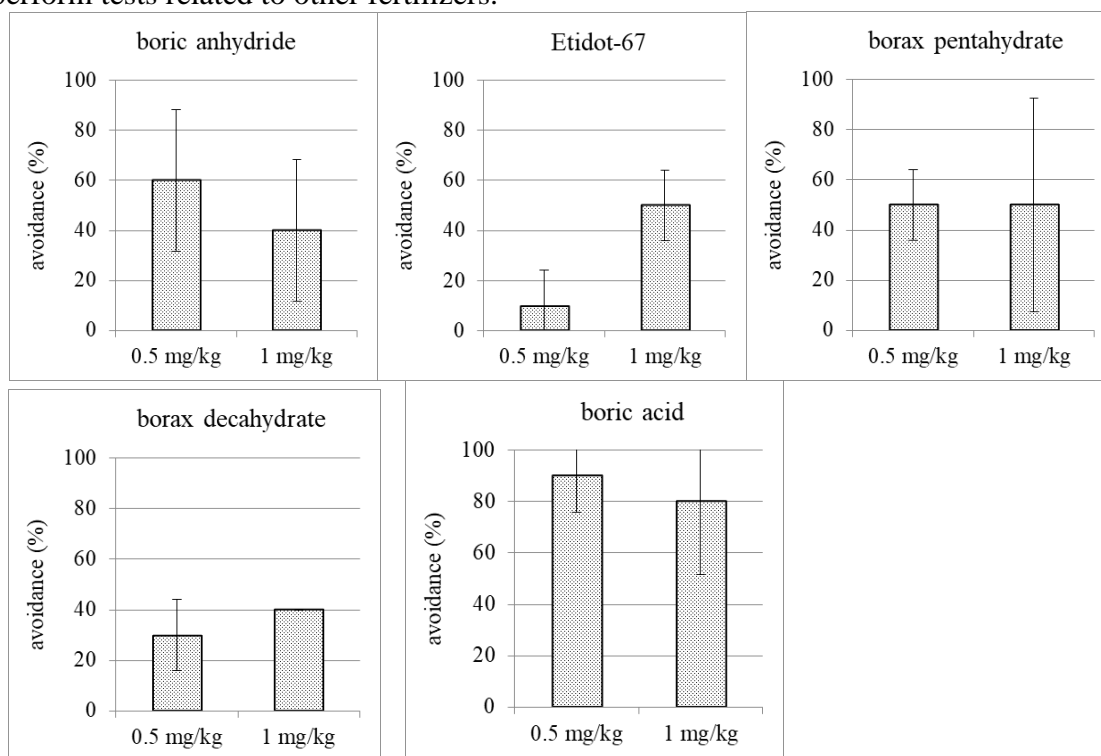 perform tests related to other fertilizers.
boric anhydride
avoidance (%)
100
80
60
40
20
0
0.5 mg/kg 1 mg/kg
Etidot-67
avoidance (%)
100
80
60
40
20
0
0.5 mg/kg 1 mg/kg
borax pentahydrate
avoidance (%)
100
80
60
40
20
0
0.5 mg/kg 1 mg/kg
borax decahydrate
avoidance (%)
100
80
60
40
20
0
0.5 mg/kg 1 mg/kg
boric acid
avoidance (%)
100
80
60
40
20
0
0.5 mg/kg 1 mg/kg